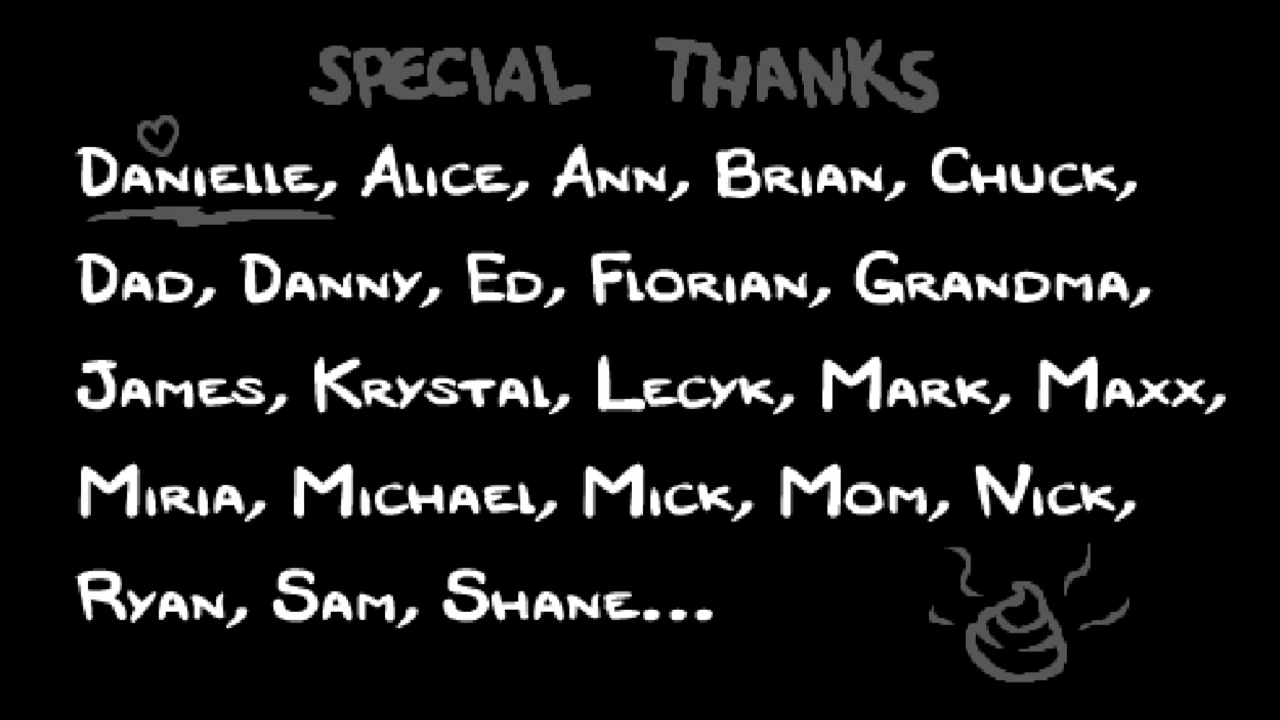 SPECIAL THANKS
DANIELLE, ALICE, ANN, BRIAN, CHUCK,
DAD, DANNY, ED, FLORIAN, GRANDMA,
JAMES, KRYSTAL, LECYK, MARK, MAXX,
MIRIA, MICHAEL, MICK, MOM, NICK,
RYAN, SAM, SHANE...